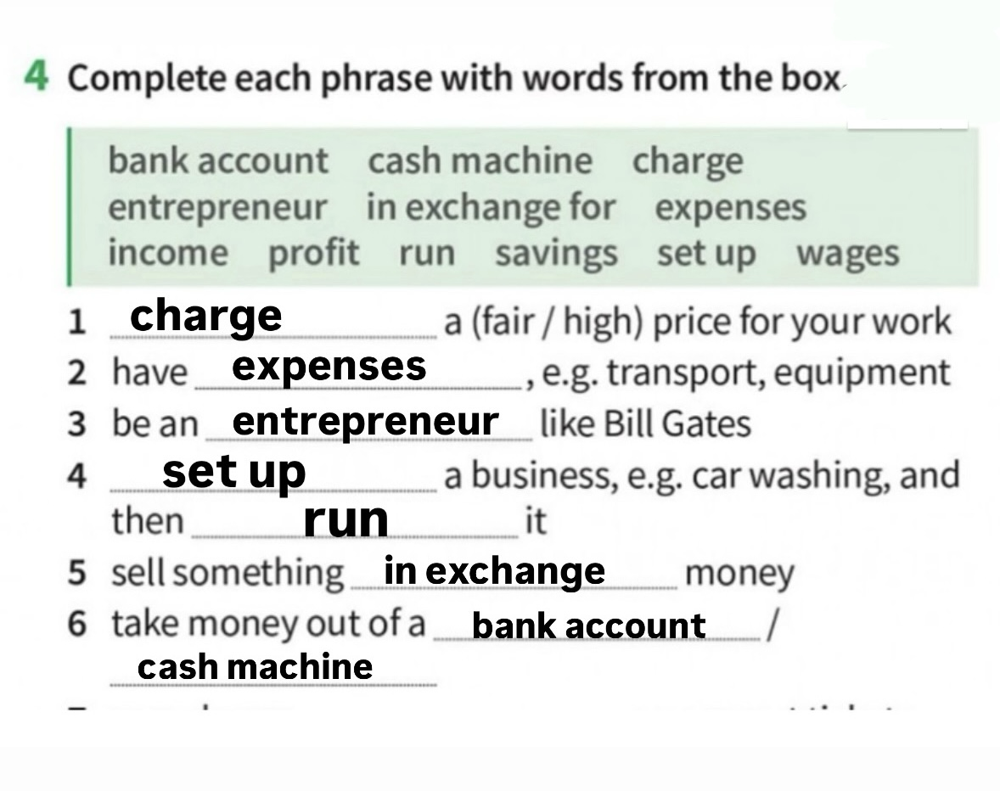 4 Complete each phrase with words from the box
bank account cash machine charge
entrepreneur in exchange for expenses
income profit run savings set up wages
1 charge a (fair / high) price for your work
2 have expenses, e.g. transport, equipment
3 be an entrepreneur like Bill Gates
4 set up a business, e.g. car washing, and
then run it
5 sell something in exchange money
6 take money out of a bank account /
cash machine